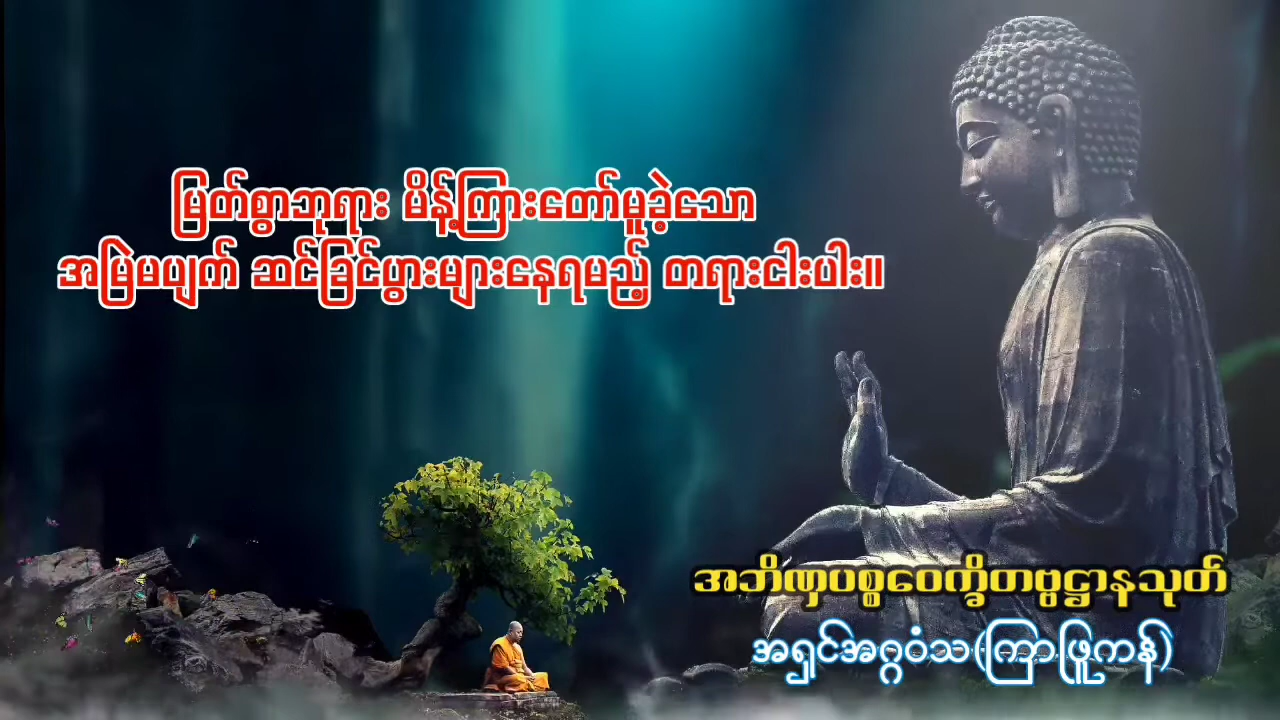 မြတ်စွာဘုရား မိန့်ကြားတော်မူခဲ့သော
အမြဲမပျက် ဆင်ခြင်ပွားများနေရမည့် တရားငါးပါး။
အဘိဏှပစ္စဝေက္ခိတဗ္ဗဋ္ဌာနသုတ်
အရှင်အဂ္ဂဝံသ(ကြာဖြူကန်)